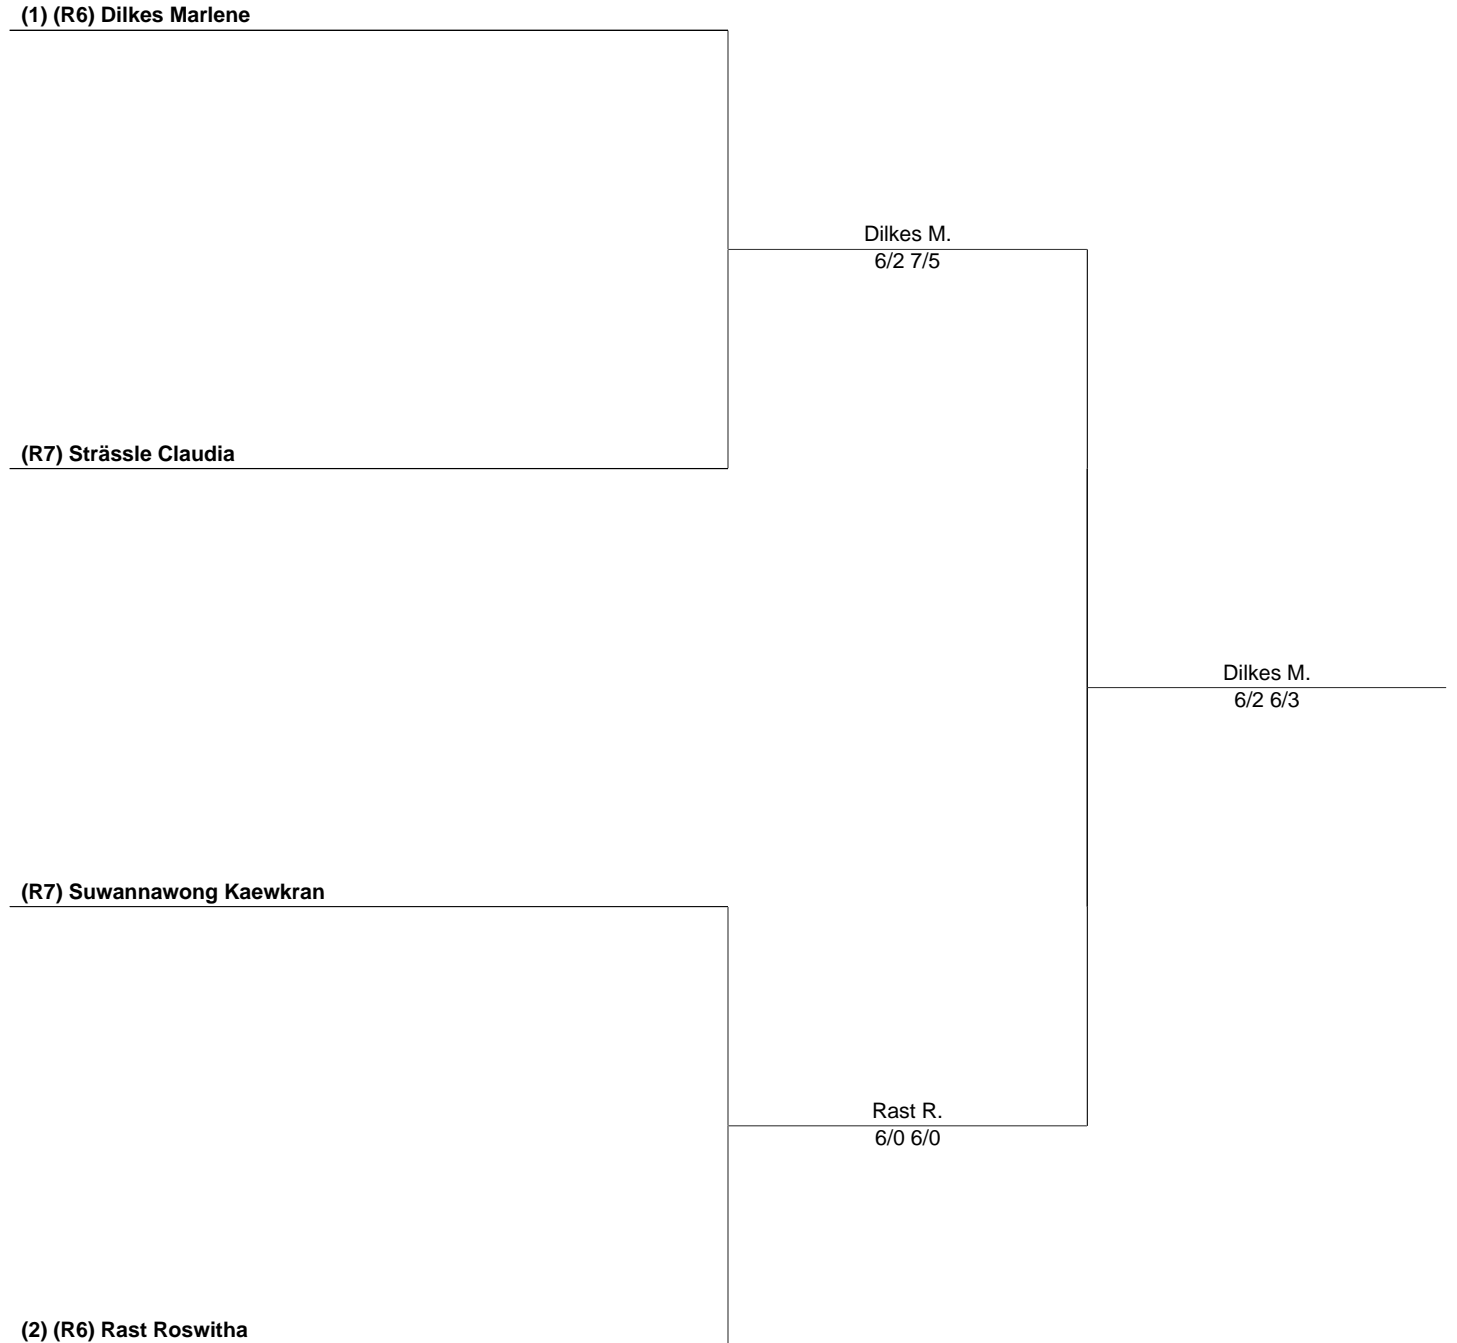 (1) (R6) Dilkes Marlene
Dilkes M.
6/2 7/5
(R7) Strässle Claudia
Dilkes M.
6/2 6/3
(R7) Suwannawong Kaewkran
Rast R.
6/0 6/0
(2) (R6) Rast Roswitha